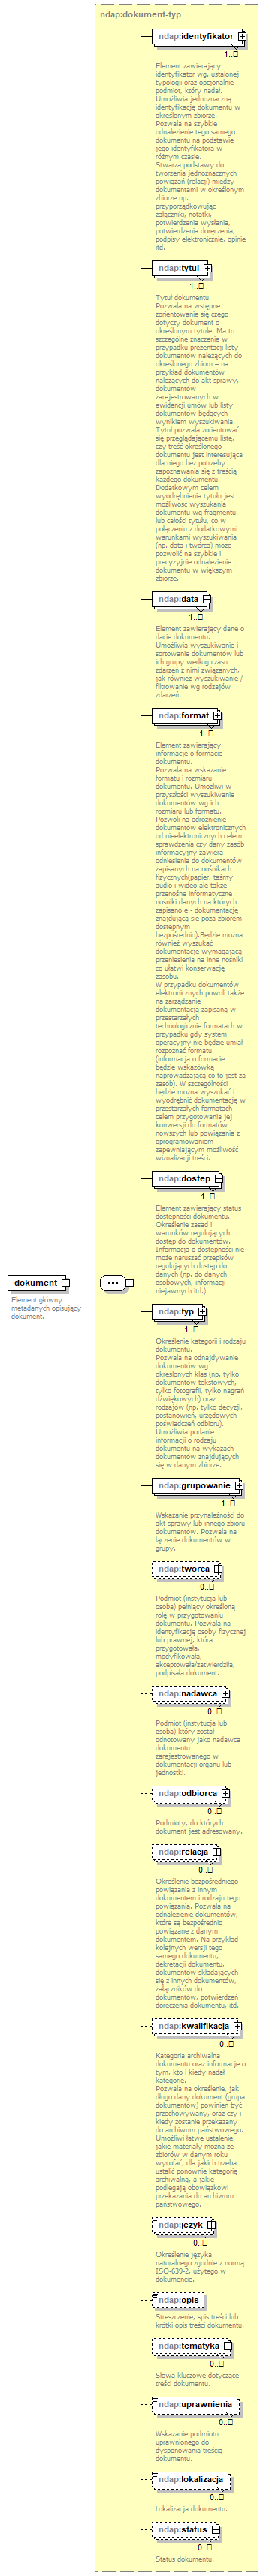 ndap:dokument-typ
ndap:identyfikator
1..
Element zawierający
identyfikator wg. ustalonej
typologii oraz opcjonalnie
podmiot, który nadał.
Umożliwia jednoznaczną
identyfikację dokumentu w
określonym zbiorze.
Pozwala na szybkie
odnalezienie tego samego
dokumentu na podstawie
jego identyfikatora w
różnym czasie.
Stwarza podstawy do
tworzenia jednoznacznych
powiązań (relacji) między
dokumentami w określonym
zbiorze np.
przyporządkowując
załączniki, notatki,
potwierdzenia wysłania,
potwierdzenia doręczenia,
podpisy elektronicznie, opinie
itd.
ndap:tytul
1..
Tytuł dokumentu.
Pozwala na wstępne
zorientowanie się czego
dotyczy dokument o
określonym tytule. Ma to
szczególne znaczenie w
przypadku prezentacji listy
dokumentów należących do
określonego zbioru – na
przykład dokumentów
należących do akt sprawy,
dokumentów
zarejestrowanych w
ewidencji umów lub listy
dokumentów będących
wynikiem wyszukiwania.
Tytuł pozwala zorientować
się przeglądającemu listę,
czy treść określonego
dokumentu jest interesująca
dla niego bez potrzeby
zapoznawania się z treścią
każdego dokumentu.
Dodatkowym celem
wyodrębnienia tytułu jest
możliwość wyszukania
dokumentu wg fragmentu
lub całości tytułu, co w
połączeniu z dodatkowymi
warunkami wyszukiwania
(np. data i twórca) może
pozwolić na szybkie i
precyzyjnie odnalezienie
dokumentu w większym
zbiorze.
ndap:data
1..
Element zawierający dane o
dacie dokumentu.
Umożliwia wyszukiwanie i
sortowanie dokumentów lub
ich grupy według czasu
zdarzeń z nimi związanych,
jak również wyszukiwanie /
filtrowanie wg rodzajów
zdarzeń.
ndap:format
1..
Element zawierający
informacje o formacie
dokumentu.
Pozwala na wskazanie
formatu i rozmiaru
dokumentu. Umożliwi w
przyszłości wyszukiwanie
dokumentów wg ich
rozmiaru lub formatu.
Pozwoli na odróżnienie
dokumentów elektronicznych
od nieelektronicznych celem
sprawdzenia czy dany zasób
informacyjny zawiera
odniesienia do dokumentów
zapisanych na nośnikach
fizycznych(papier, taśmy
audio i wideo ale także
przenośne informatyczne
nośniki danych na których
zapisano e - dokumentację
znajdującą się poza zbiorem
dostępnym
bezpośrednio).Będzie można
również wyszukać
dokumentację wymagającą
przeniesienia na inne nośniki
co ułatwi konserwację
zasobu.
W przypadku dokumentów
elektronicznych powoli także
na zarządzanie
dokumentacją zapisaną w
przestarzałych
technologicznie formatach w
przypadku gdy system
operacyjny nie będzie umiał
rozpoznać formatu
(informacja o formacie
będzie wskazówką
naprowadzającą co to jest za
zasób). W szczególności
będzie można wyszukać i
wyodrębnić dokumentację w
przestarzałych formatach
celem przygotowania jej
konwersji do formatów
nowszych lub powiązania z
oprogramowaniem
zapewniającym możliwość
wizualizacji treści.
ndap:dostep
1..
Element zawierający status
dostępności dokumentu.
Określenie zasad i
warunków regulujących
dostęp do dokumentów.
Informacja o dostępności nie
może naruszać przepisów
regulujących dostęp do
danych (np. do danych
osobowych, informacji
niejawnych itd.)
dokument
Element główny
metadanych opisujący
dokument.
ndap:typ
1..
Określenie kategorii i rodzaju
dokumentu.
Pozwala na odnajdywanie
dokumentów wg
określonych klas (np. tylko
dokumentów tekstowych,
tylko fotografii, tylko nagrań
dźwiękowych) oraz
rodzajów (np. tylko decyzji,
postanowień, urzędowych
poświadczeń odbioru).
Umożliwia podanie
informacji o rodzaju
dokumentu na wykazach
dokumentów znajdujących
się w danym zbiorze.
ndap:grupowanie
1..
Wskazanie przynależności do
akt sprawy lub innego zbioru
dokumentów. Pozwala na
łączenie dokumentów w
grupy.
ndap:tworca
0..
Podmiot (instytucja lub
osoba) pełniący określoną
rolę w przygotowaniu
dokumentu. Pozwala na
identyfikację osoby fizycznej
lub prawnej, która
przygotowała,
modyfikowała,
akceptowała/zatwierdziła,
podpisała dokument.
ndap:nadawca
0..
Podmiot (instytucja lub
osoba) który został
odnotowany jako nadawca
dokumentu
zarejestrowanego w
dokumentacji organu lub
jednostki.
ndap:odbiorca
0..
Podmioty, do których
dokument jest adresowany.
ndap:relacja
0..
Określenie bezpośredniego
powiązania z innym
dokumentem i rodzaju tego
powiązania. Pozwala na
odnalezienie dokumentów,
które są bezpośrednio
powiązane z danym
dokumentem. Na przykład
kolejnych wersji tego
samego dokumentu,
dekretacji dokumentu,
dokumentów składających
się z innych dokumentów,
załączników do
dokumentów, potwierdzeń
doręczenia dokumentu, itd.
ndap:kwalifikacja
0..
Kategoria archiwalna
dokumentu oraz informacje o
tym, kto i kiedy nadał
kategorię.
Pozwala na określenie, jak
długo dany dokument (grupa
dokumentów) powinien być
przechowywany, oraz czy i
kiedy zostanie przekazany
do archiwum państwowego.
Umożliwi łatwe ustalenie,
jakie materiały można ze
zbiorów w danym roku
wycofać, dla jakich trzeba
ustalić ponownie kategorię
archiwalną, a jakie
podlegają obowiązkowi
przekazania do archiwum
państwowego.
ndap:jezyk
0..
Określenie języka
naturalnego zgodnie z normą
ISO-639-2, użytego w
dokumencie.
ndap:opis
Streszczenie, spis treści lub
krótki opis treści dokumentu.
ndap:tematyka
0..
Słowa kluczowe dotyczące
treści dokumentu.
ndap:uprawnienia
0..
Wskazanie podmiotu
uprawnionego do
dysponowania treścią
dokumentu.
ndap:lokalizacja
0..
Lokalizacja dokumentu.
ndap:status
0..
Status dokumentu.